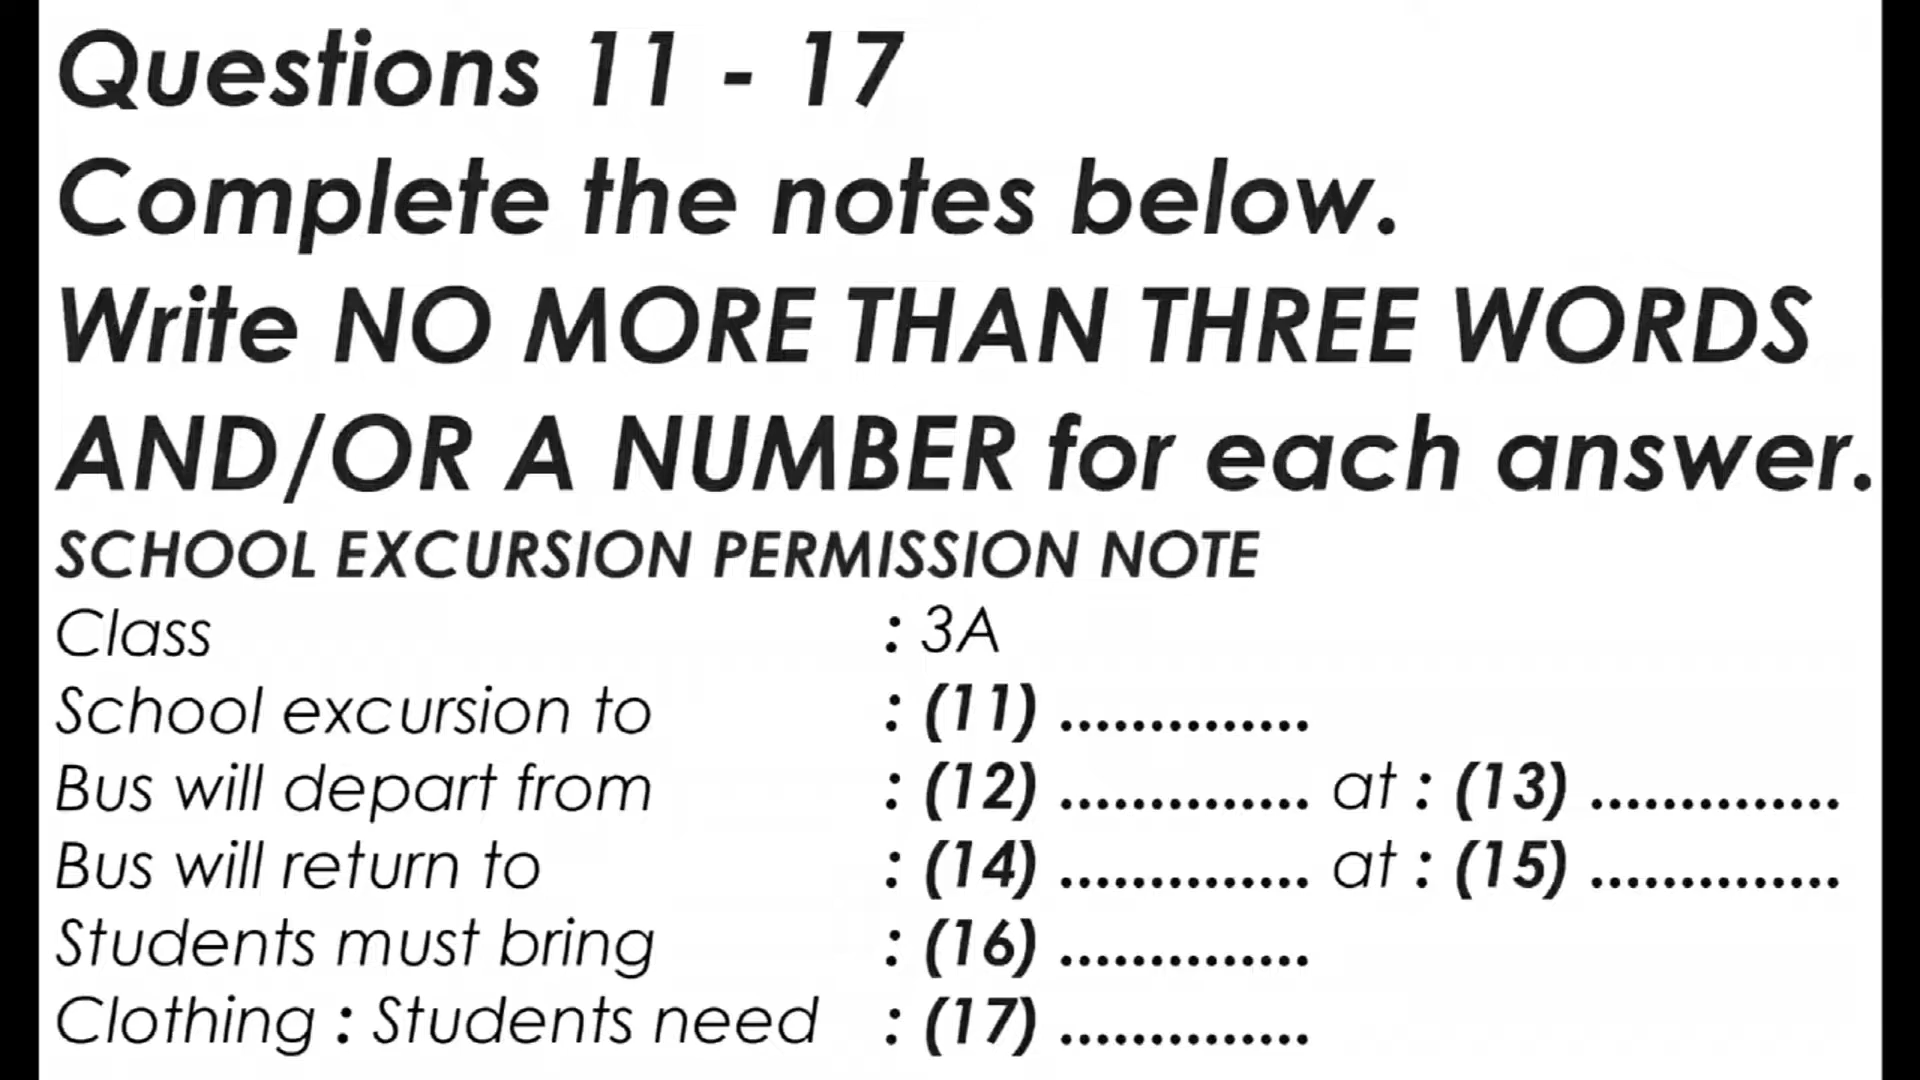 Questions 11 - 17
Complete the notes below.
Write NO MORE THAN THREE WORDS
AND/OR A NUMBER for each answer.
SCHOOL EXCURSION PERMISSION NOTE
Class : 3A
School excursion to : (11) ..............
Bus will depart from : (12) .............. at : (13) ..............
Bus will return to : (14) .............. at : (15) ..............
Students must bring : (16) ..............
Clothing : Students need : (17) ..............